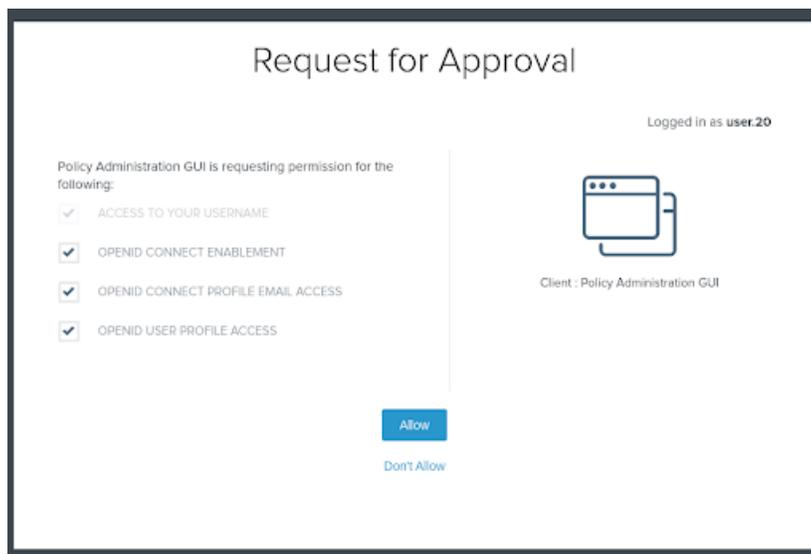 Request for Approval
Logged in as user.20
Policy Administration GUI is requesting permission for the
following:
ACCESS TO YOUR USERNAME
OPENID CONNECT ENABLEMENT
OPENID CONNECT PROFILE EMAIL ACCESS
OPENID USER PROFILE ACCESS
Client : Policy Administration GUI
Allow
Don't Allow